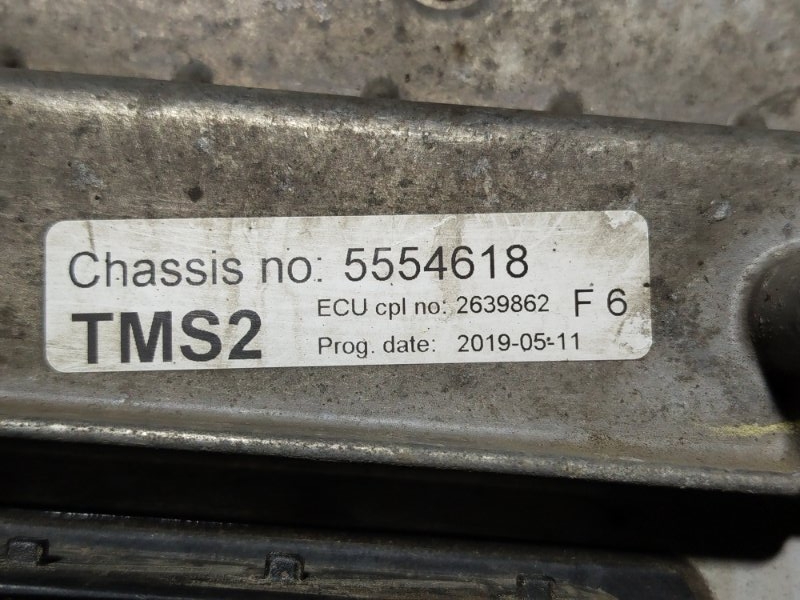 Chassis no: 5554618
TMS2 ECU cpl no: 2639862 F 6
Prog. date: 2019-05-11